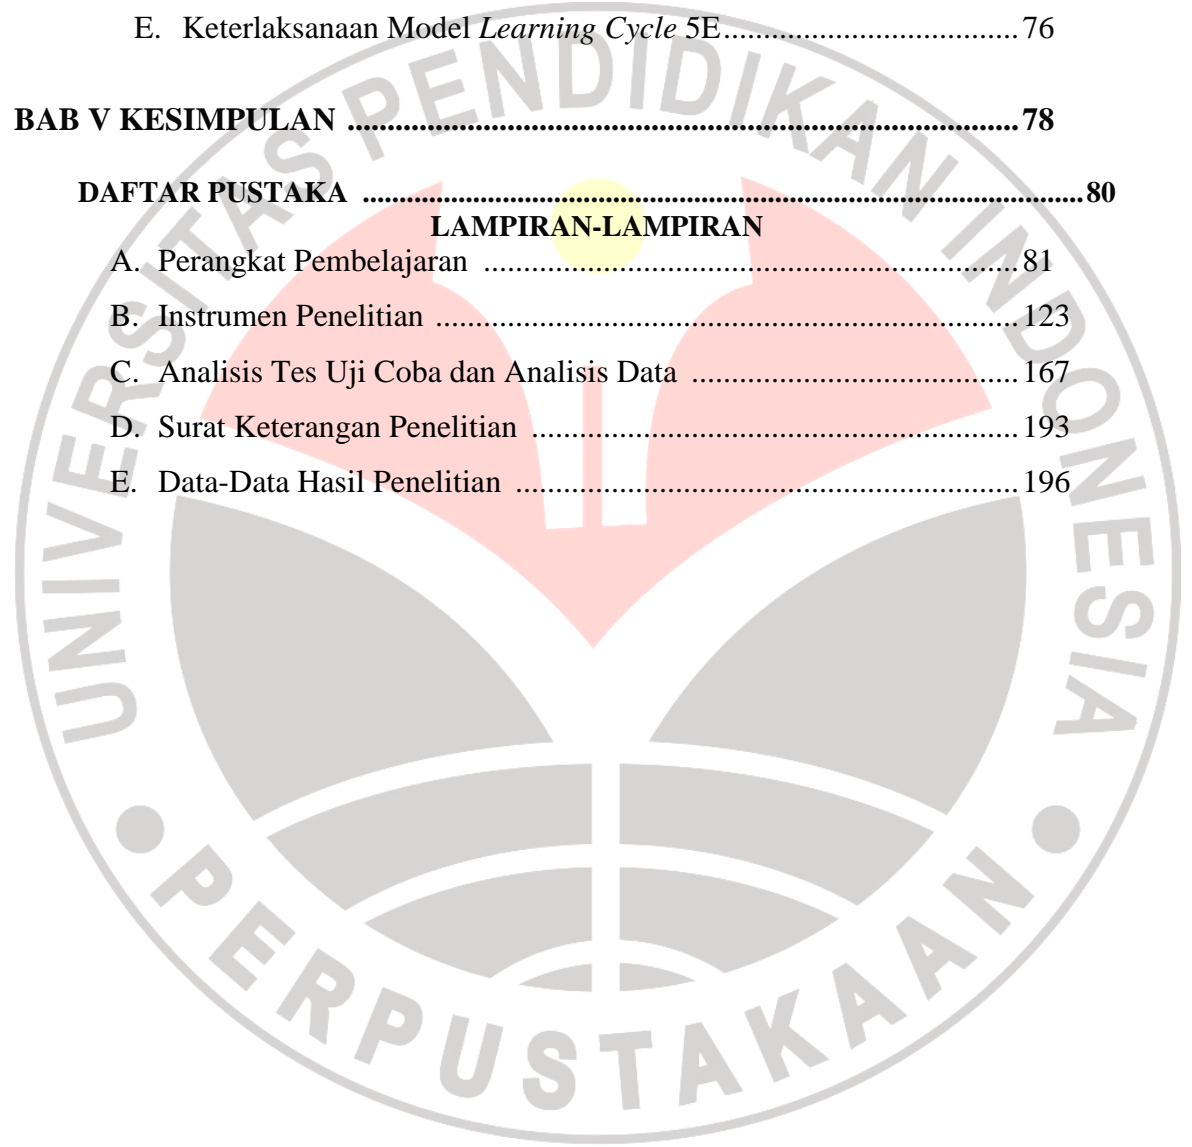 E. Keterlaksanaan Model Learning Cycle 5E..................................... 76
BAB V KESIMPULAN .................................................................................... 78
DAFTAR PUSTAKA .......................................................................................... 80
LAMPIRAN-LAMPIRAN
A. Perangkat Pembelajaran ................................................................... 81
B. Instrumen Penelitian ......................................................................... 123
C. Analisis Tes Uji Coba dan Analisis Data ......................................... 167
D. Surat Keterangan Penelitian ............................................................. 193
E. Data-Data Hasil Penelitian ............................................................... 196
UNIVERSITAS PENDIDIKAN INDONESIA
PERPUSTAKAAN